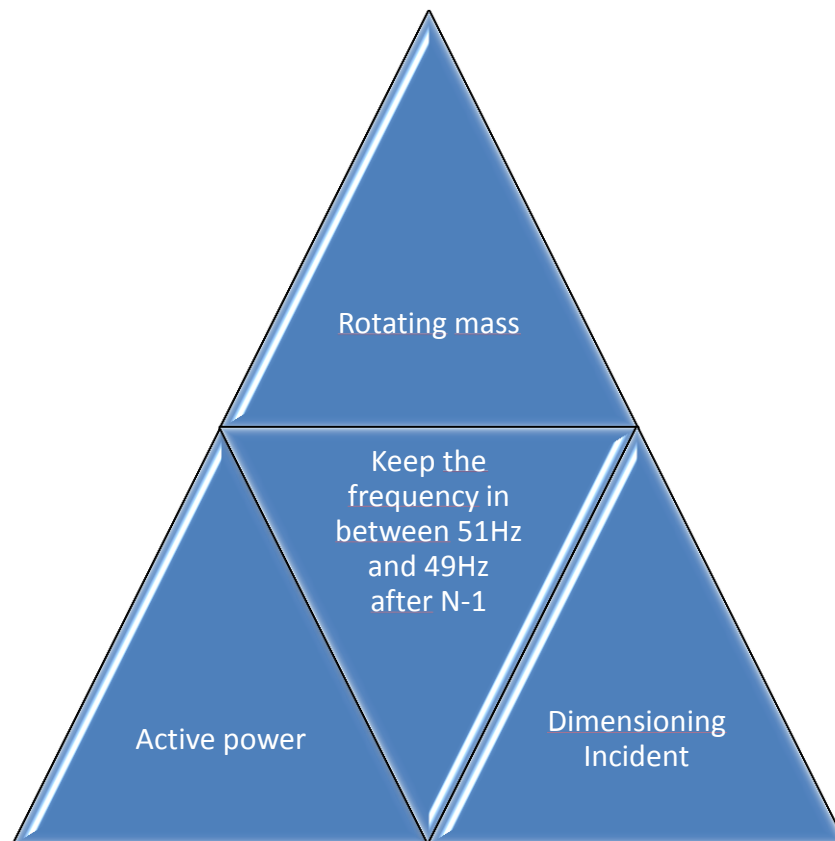 Rotating mass
Keep the
frequency in
between 51Hz
and 49Hz
after N-1
Active power
Dimensioning
Incident